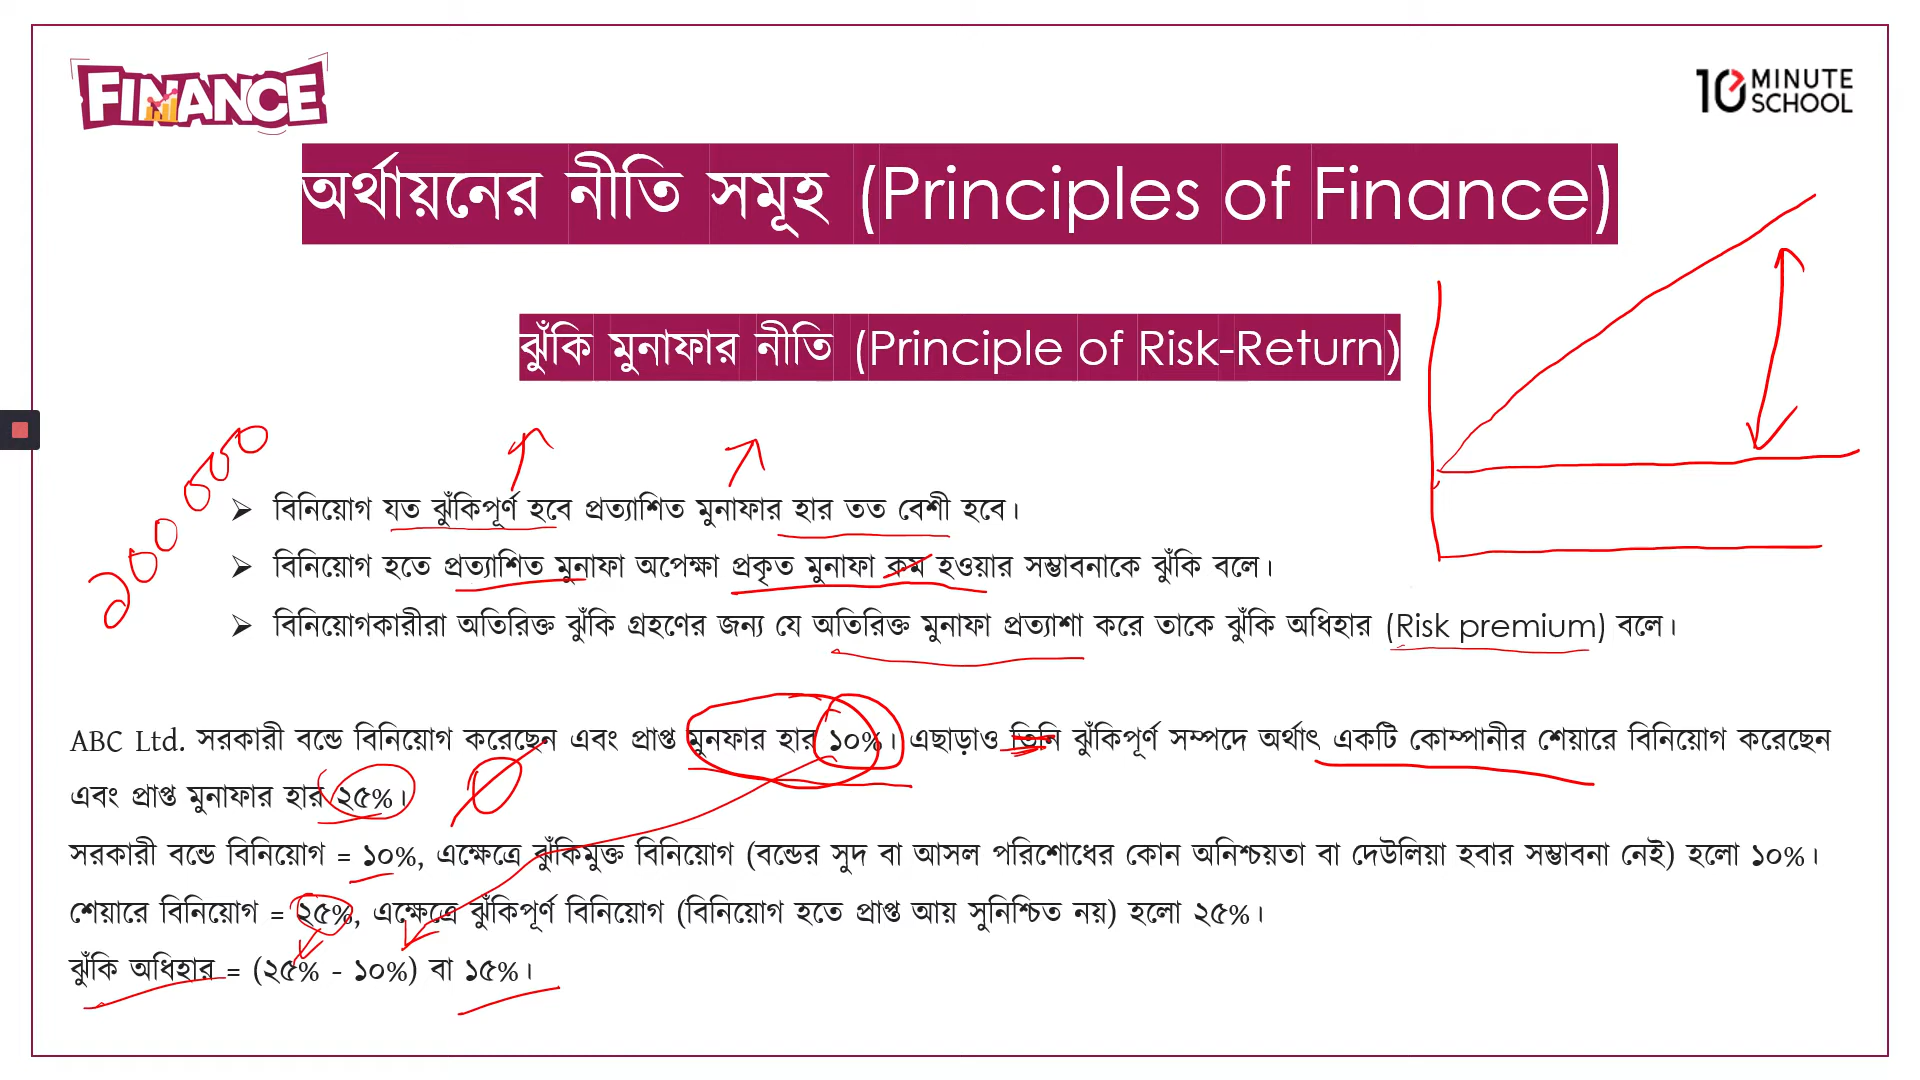 FINANCE
10 MINUTE SCHOOL
অর্থায়নের নীতি সমূহ (Principles of Finance)
ঝুঁকি মুনাফার নীতি (Principle of Risk-Return)
১০০ ০০০
➢ বিনিয়োগ যত ঝুঁকিপূর্ণ হবে প্রত্যাশিত মুনাফার হার তত বেশী হবে।
➢ বিনিয়োগ হতে প্রত্যাশিত মুনাফা অপেক্ষা প্রকৃত মুনাফা কম হওয়ার সম্ভাবনাকে ঝুঁকি বলে।
➢ বিনিয়োগকারীরা অতিরিক্ত ঝুঁকি গ্রহণের জন্য যে অতিরিক্ত মুনাফা প্রত্যাশা করে তাকে ঝুঁকি অধিহার (Risk premium) বলে।
ABC Ltd. সরকারী বন্ডে বিনিয়োগ করেছেন এবং প্রাপ্ত মুনফার হার ১০%। এছাড়াও তিনি ঝুঁকিপূর্ণ সম্পদে অর্থাৎ একটি কোম্পানীর শেয়ারে বিনিয়োগ করেছেন
এবং প্রাপ্ত মুনাফার হার ২৫%।
সরকারী বন্ডে বিনিয়োগ = ১০%, এক্ষেত্রে ঝুঁকিমুক্ত বিনিয়োগ (বন্ডের সুদ বা আসল পরিশোধের কোন অনিশ্চয়তা বা দেউলিয়া হবার সম্ভাবনা নেই) হলো ১০%।
শেয়ারে বিনিয়োগ = ২৫%, এক্ষেত্রে ঝুঁকিপূর্ণ বিনিয়োগ (বিনিয়োগ হতে প্রাপ্ত আয় সুনিশ্চিত নয়) হলো ২৫%।
ঝুঁকি অধিহার = (২৫% - ১০%) বা ১৫%।